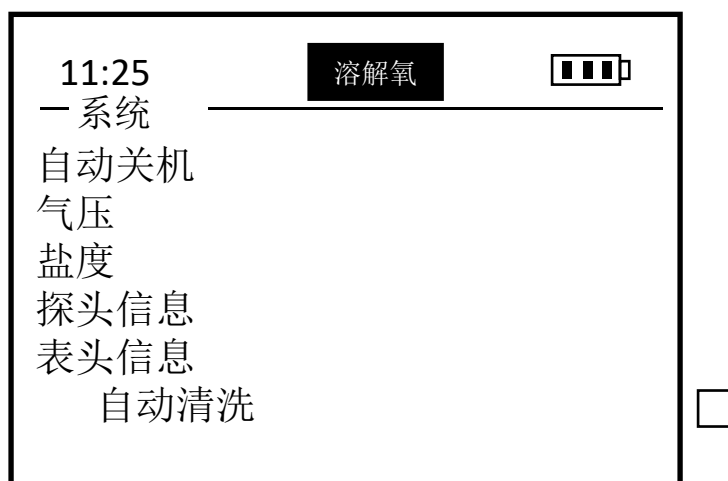 11:25 溶解氧
系统
自动关机
气压
盐度
探头信息
表头信息
自动清洗